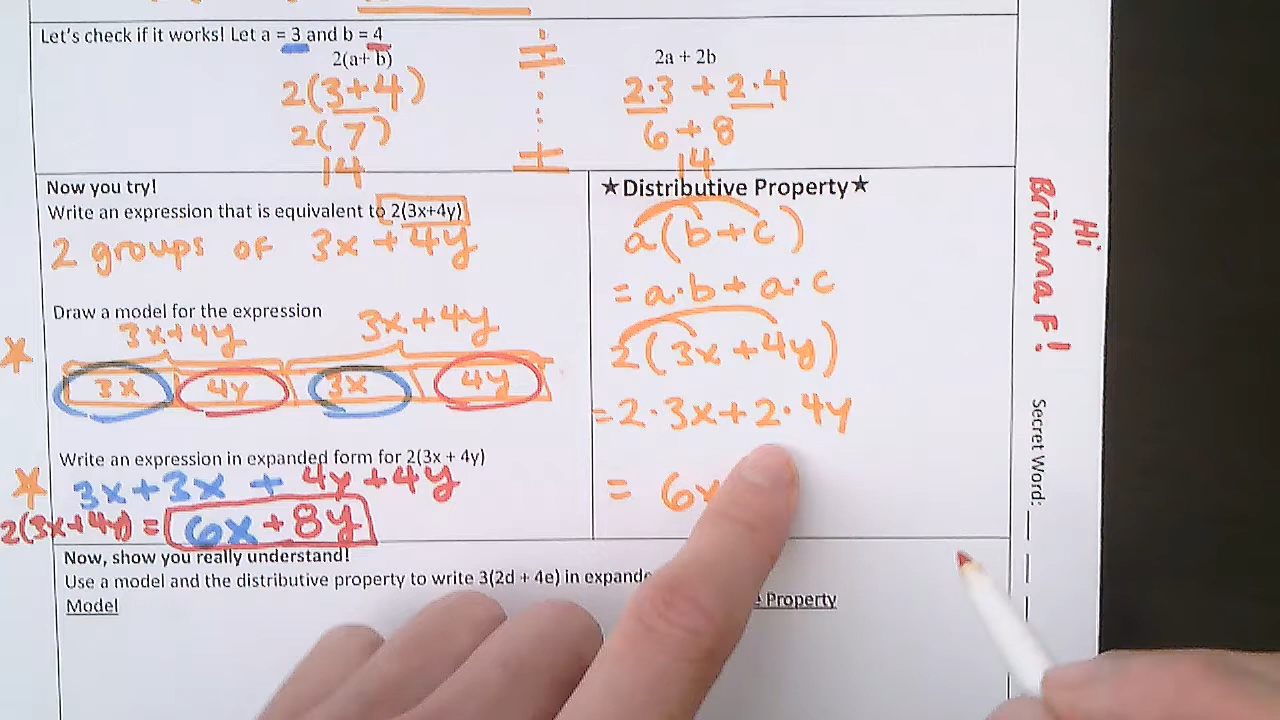 Let's check if it works! Let a = 3 and b = 4
2(a+ b)
2(3+4)
2(7)
14
2a + 2b
2·3 + 2·4
6+8
14
Now you try!
Write an expression that is equivalent to 2(3x+4y)
2 groups of 3x+4y
Draw a model for the expression
3x+4y 3x+4y
3x 4y 3x 4y
Write an expression in expanded form for 2(3x + 4y)
3x+3x + 4y+4y
2(3x+4y) = 6x+8y
★Distributive Property★
a(b+c)
=a·b+a·c
2(3x+4y)
=2·3x+2·4y
= 6x
Now, show you really understand!
Use a model and the distributive property to write 3(2d + 4e) in
Model
Property
Hi
Brianna F!
Secret Word: _ _ _